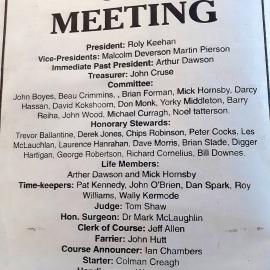 MEETING
President: Roly Keehan
Vice-Presidents: Malcolm Deverson Martin Pierson
Immediate Past President: Arthur Dawson
Treasurer: John Cruse
Committee:
John Boyes, Beau Crimmins, , Brian Forman, Mick Hornsby, Darcy
Hassan, David Kokshoorn, Don Monk, Yorky Middleton, Barry
Reiha, John Wood, Michael Curragh, Noel tatterson.
Honorary Stewards:
Trevor Ballantine, Derek Jones, Chips Robinson, Peter Cocks, Les
McLauchlan, Laurence Hanrahan, Dave Morris, Brian Slade, Digger
Hartigan, George Robertson, Richard Cornelius, Bill Downes.
Life Members:
Arther Dawson and Mick Hornsby
Time-keepers: Pat Kennedy, John O'Brien, Dan Spark, Roy
Williams, Wally Kermode
Judge: Tom Shaw
Hon. Surgeon: Dr Mark McLaughlin
Clerk of Course: Jeff Allen
Farrier: John Hutt
Course Announcer: Ian Chambers
Starter: Colman Creagh